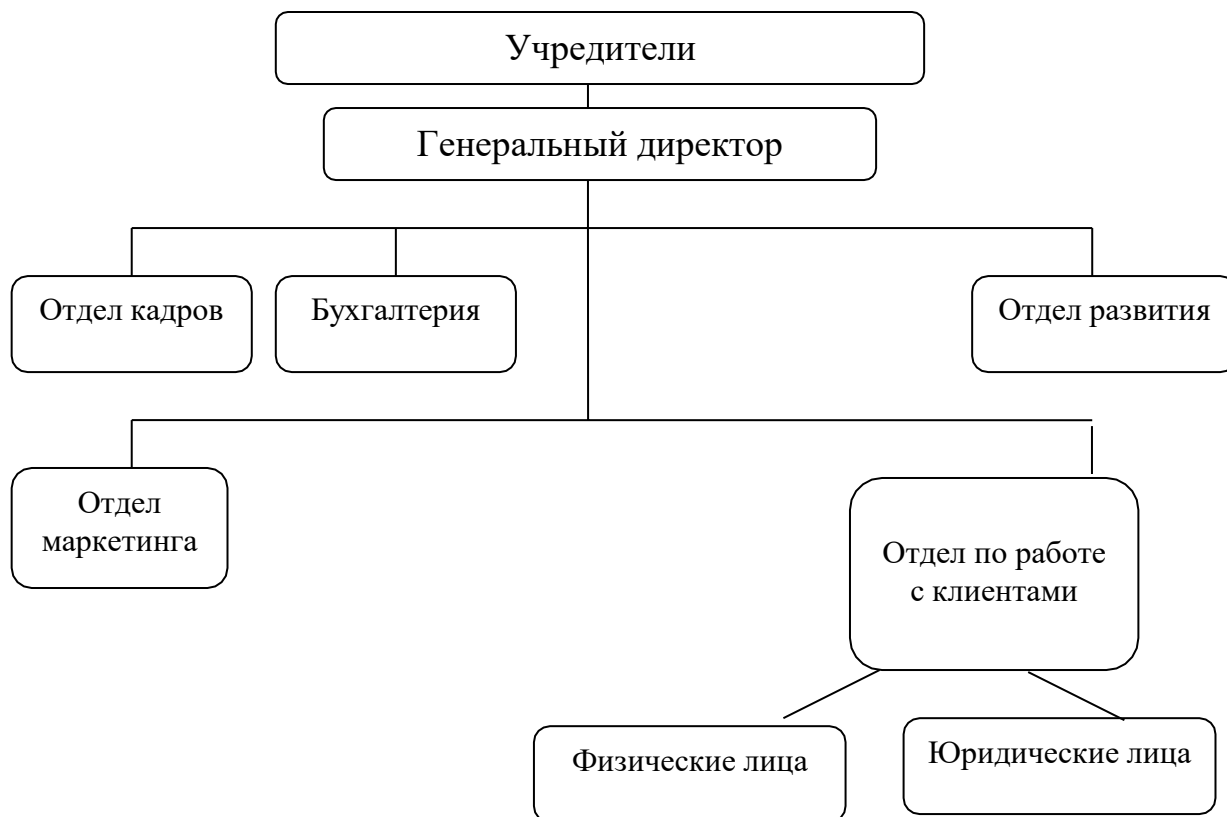 Учредители
Генеральный директор
Отдел кадров
Бухгалтерия
Отдел развития
Отдел
маркетинга
Отдел по работе
с клиентами
Физические лица
Юридические лица